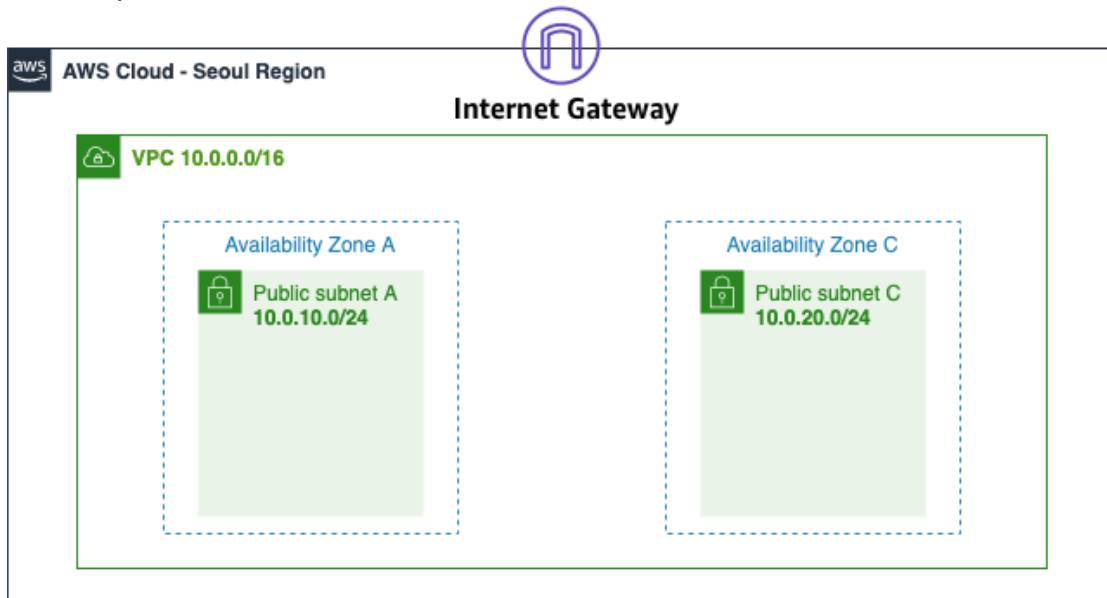 aws
AWS Cloud - Seoul Region
Internet Gateway
VPC 10.0.0.0/16
Availability Zone A
Public subnet A
10.0.10.0/24
Availability Zone C
Public subnet C
10.0.20.0/24